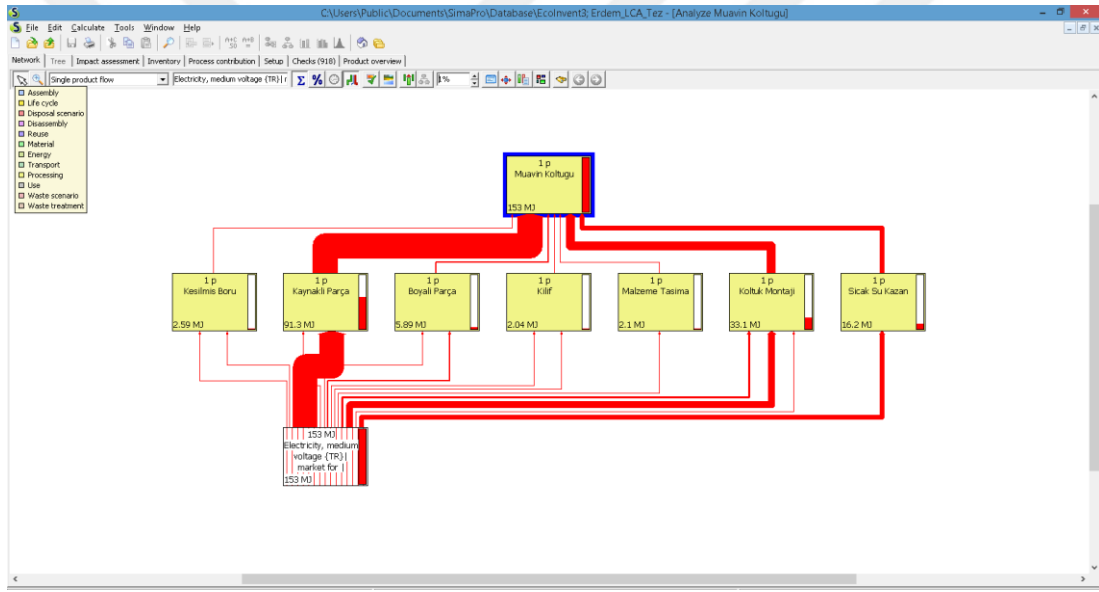 C:\Users\Public\Documents\SimaPro\Database\EcoInvent3; Erdem_LCA_Tez - [Analyze Muavin Koltugu]
File Edit Calculate Tools Window Help
Network Tree Impact assessment Inventory Process contribution Setup Checks (918) Product overview
Single product flow Electricity, medium voltage {TR}| 1%
Assembly
Life cycle
Disposal scenario
Disassembly
Reuse
Material
Energy
Transport
Processing
Use
Waste scenario
Waste treatment
1 p
Muavin Koltugu
153 MJ
1 p
Kesilmis Boru
2.59 MJ
1 p
Kaynakli Parça
91.3 MJ
1 p
Boyali Parça
5.89 MJ
1 p
Kilif
2.04 MJ
1 p
Malzeme Tasima
2.1 MJ
1 p
Koltuk Montaji
33.1 MJ
1 p
Sicak Su Kazan
16.2 MJ
153 MJ
Electricity, medium
voltage {TR}|
market for |
153 MJ